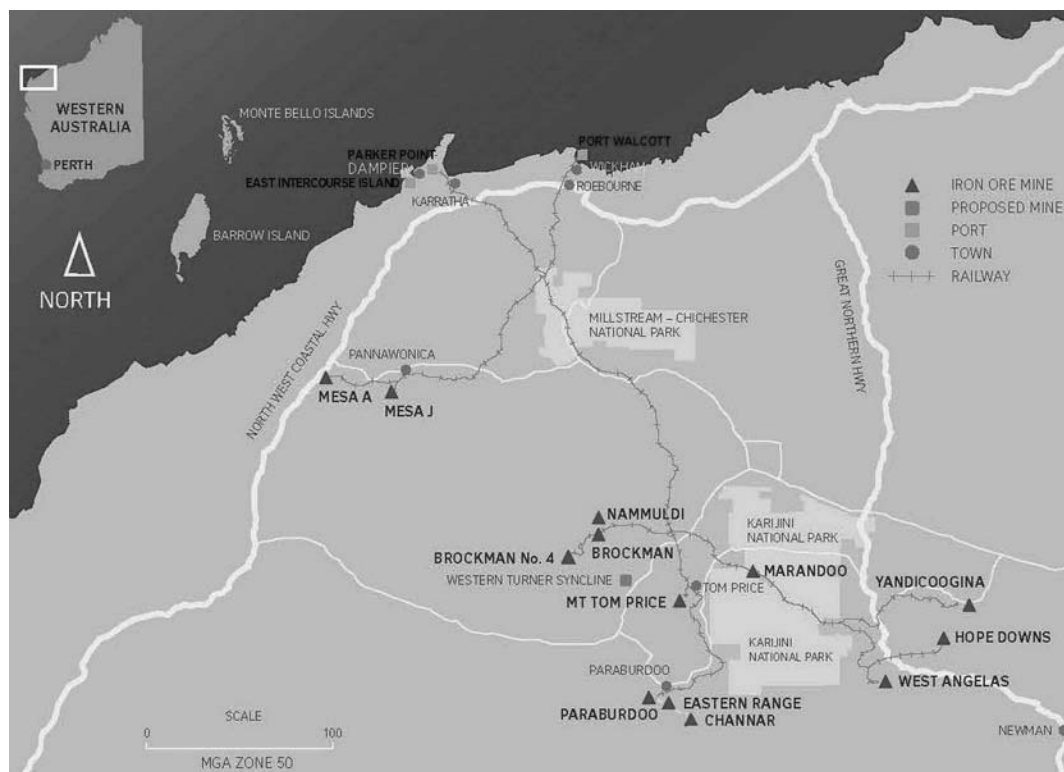 WESTERN
AUSTRALIA
PERTH
MONTE BELLO ISLANDS
BARROW ISLAND
NORTH
PARKER POINT
DAMPIER
EAST INTERCOURSE ISLAND
KARRATHA
PORT WALCOTT
WICKHAM
ROEBOURNE
IRON ORE MINE
PROPOSED MINE
PORT
TOWN
RAILWAY
NORTH WEST COASTAL HWY
GREAT NORTHERN HWY
MILLSTREAM – CHICHESTER
NATIONAL PARK
PANNAWONICA
MESA A
MESA J
NAMMULDI
BROCKMAN
BROCKMAN No. 4
WESTERN TURNER SYNCLINE
MT TOM PRICE
TOM PRICE
KARIJINI
NATIONAL PARK
MARANDOO
YANDICOOGINA
HOPE DOWNS
KARIJINI
NATIONAL PARK
WEST ANGELAS
PARABURDOO
PARABURDOO
EASTERN RANGE
CHANNAR
NEWMAN
SCALE
0
100
MGA ZONE 50